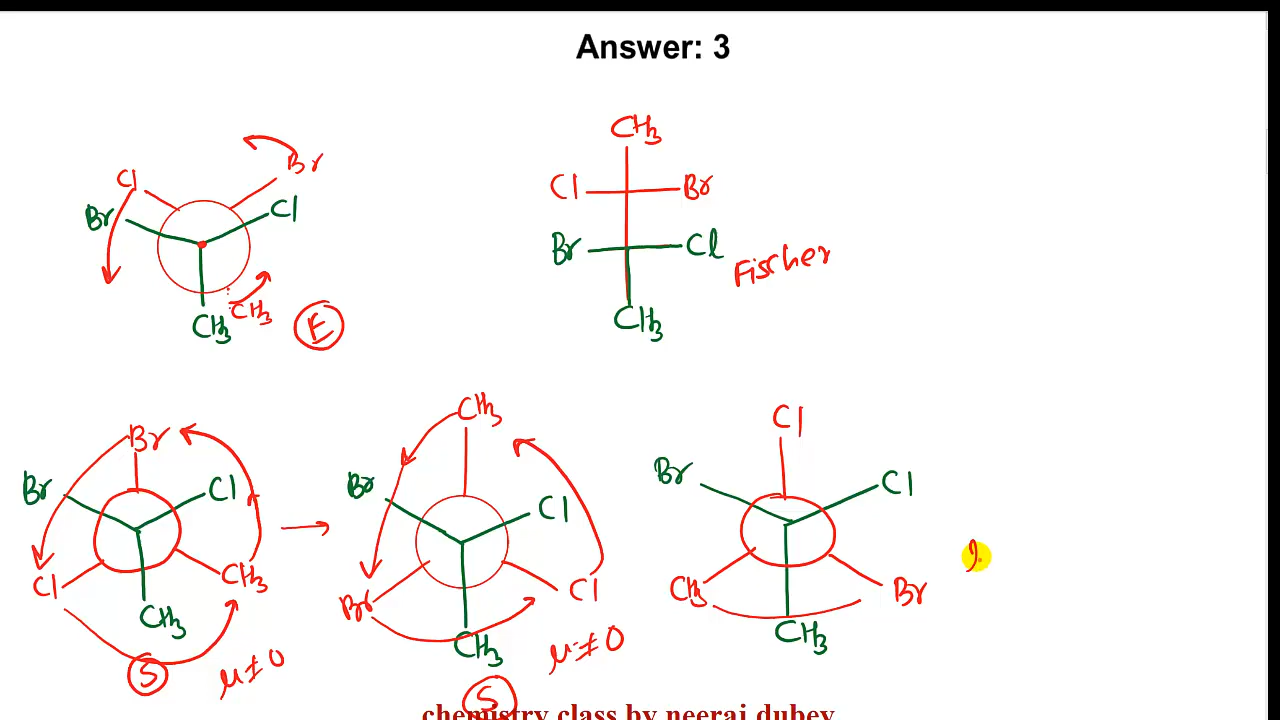 Answer: 3
CH3
Br
Cl
Cl
Br
Br
Cl
Br
Cl
Fischer
CH3
CH3
E
CH3
CH3
Cl
Br
Br
Br
Br
Cl
Cl
Cl
Cl
Cl
CH3
CH3
Br
Br
CH3
CH3
CH3
μ≠0
μ≠0
S
S
chemistry class by neeraj dubey